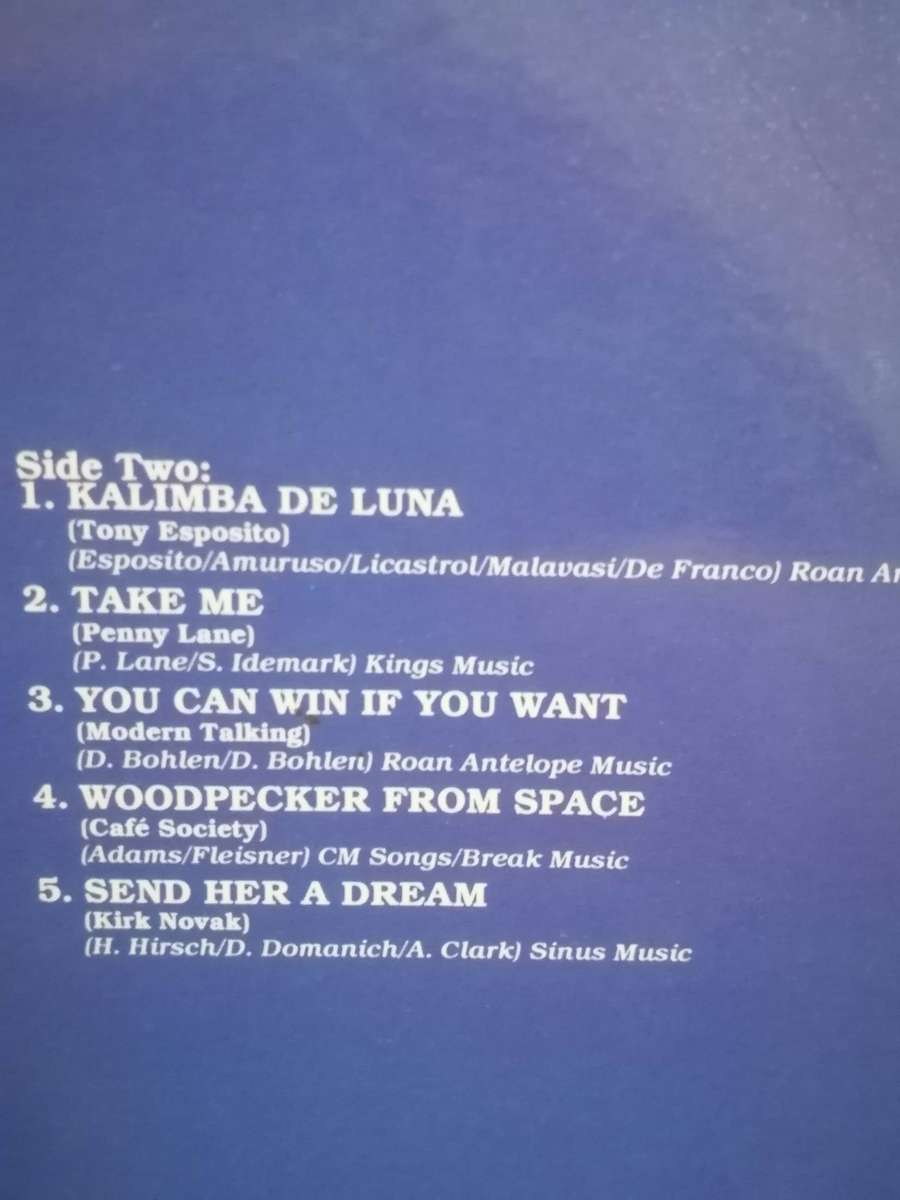 Side Two:
1. KALIMBA DE LUNA
(Tony Esposito)
(Esposito/Amuruso/Licastrol/Malavasi/De Franco) Roan
2. TAKE ME
(Penny Lane)
(P. Lane/S. Idemark) Kings Music
3. YOU CAN WIN IF YOU WANT
(Modern Talking)
(D. Bohlen/D. Bohlen) Roan Antelope Music
4. WOODPECKER FROM SPACE
(Café Society)
(Adams/Fleisner) CM Songs/Break Music
5. SEND HER A DREAM
(Kirk Novak)
(H. Hirsch/D. Domanich/A. Clark) Sinus Music